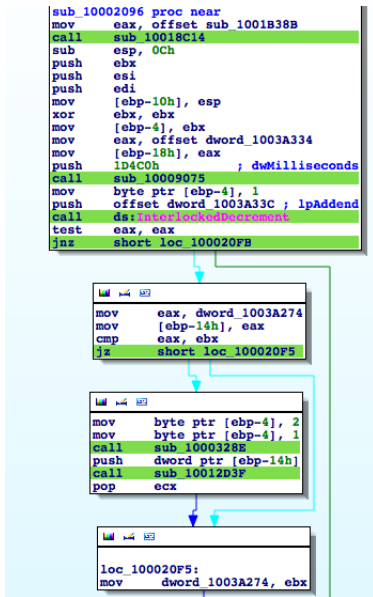 sub_10002096 proc near
mov eax, offset sub_1001B38B
call sub_10018C14
sub esp, 0Ch
push ebx
push esi
push edi
mov [ebp-10h], esp
xor ebx, ebx
mov [ebp-4], ebx
mov eax, offset dword_1003A334
mov [ebp-18h], eax
push 1D4C0h ; dwMilliseconds
call sub_10009075
mov byte ptr [ebp-4], 1
push offset dword_1003A33C ; lpAddend
call ds:InterlockedDecrement
test eax, eax
jnz short loc_100020FB
mov eax, dword_1003A274
mov [ebp-14h], eax
cmp eax, ebx
jz short loc_100020F5
mov byte ptr [ebp-4], 2
mov byte ptr [ebp-4], 1
call sub_1000328E
push dword ptr [ebp-14h]
call sub_10012D3F
pop ecx
loc_100020F5:
mov dword_1003A274, ebx